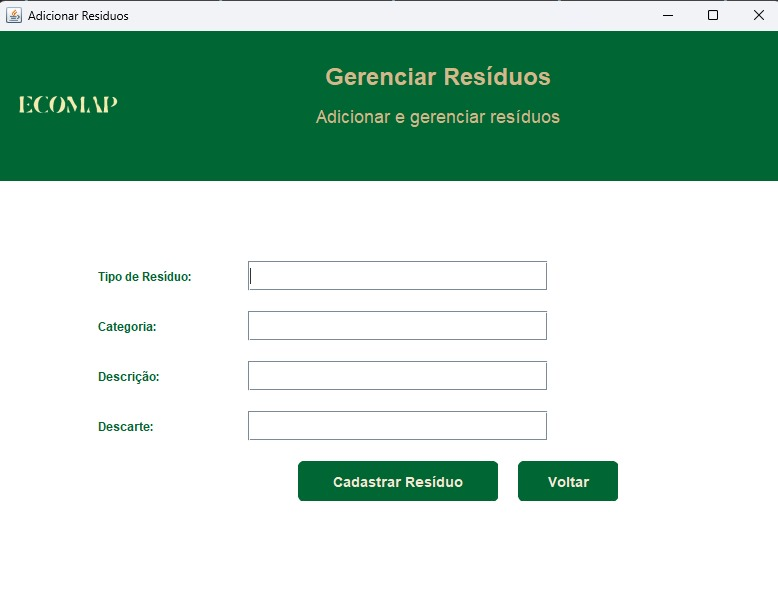 Adicionar Residuos
Gerenciar Resíduos
ECOMAP
Adicionar e gerenciar resíduos
Tipo de Resíduo:
Categoria:
Descrição:
Descarte:
Cadastrar Resíduo
Voltar